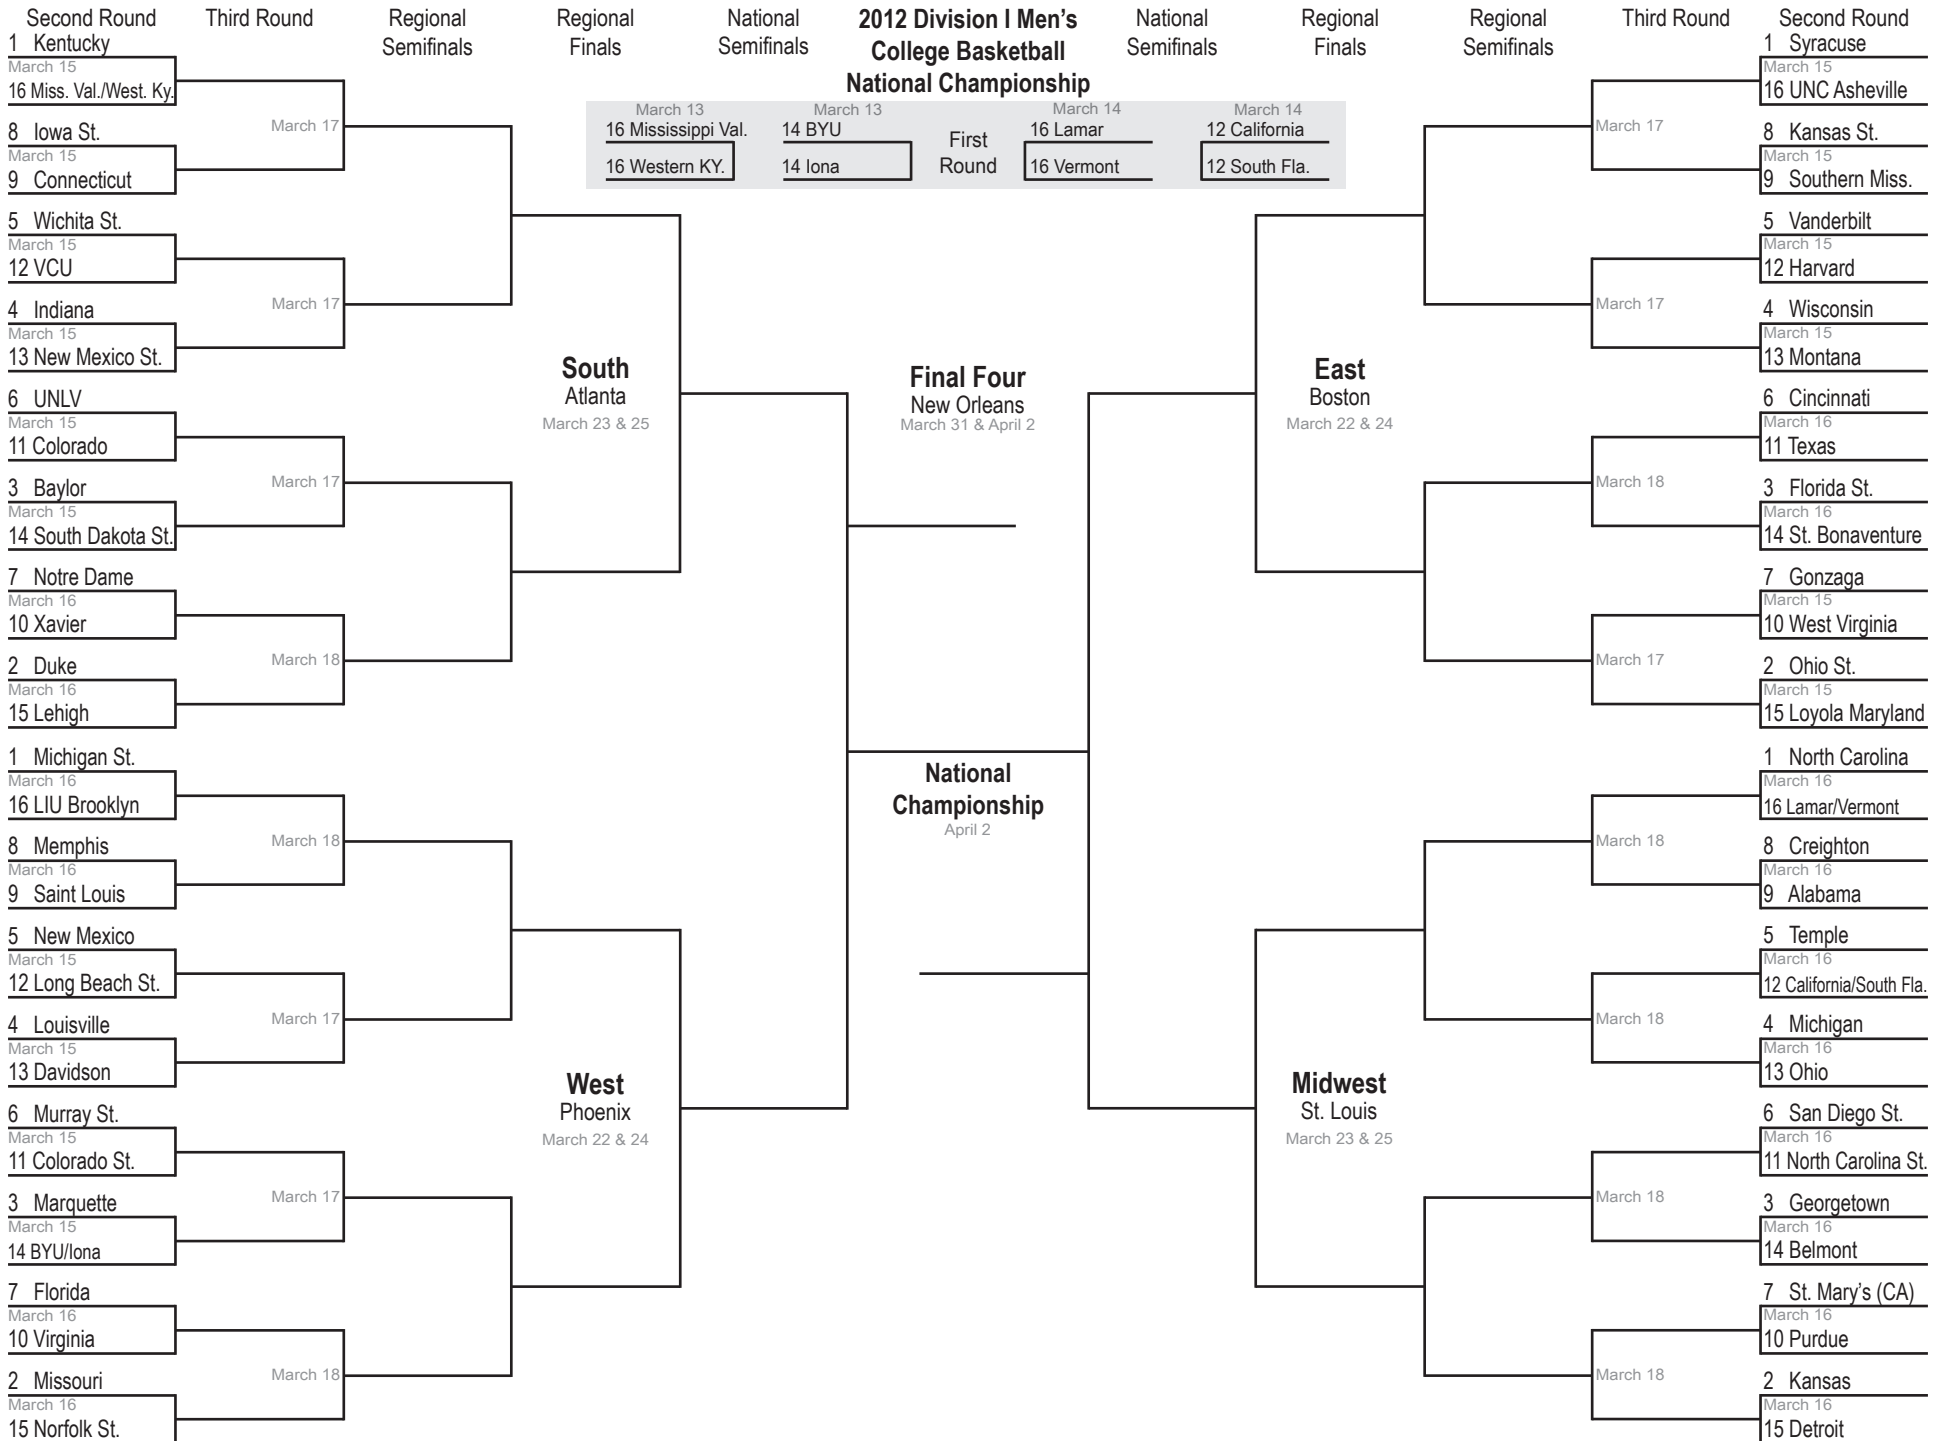 Second Round
Third Round
Regional
Semifinals
Regional
Finals
National
Semifinals
2012 Division I Men's
College Basketball
National Championship
National
Semifinals
Regional
Finals
Regional
Semifinals
Third Round
Second Round
March 13
16 Mississippi Val.
16 Western KY.
March 13
14 BYU
14 Iona
First
Round
March 14
16 Lamar
16 Vermont
March 14
12 California
12 South Fla.
1 Kentucky
March 15
16 Miss. Val./West. Ky.
March 17
8 Iowa St.
March 15
9 Connecticut
5 Wichita St.
March 15
12 VCU
March 17
4 Indiana
March 15
13 New Mexico St.
6 UNLV
March 15
11 Colorado
March 17
3 Baylor
March 15
14 South Dakota St.
7 Notre Dame
March 16
10 Xavier
March 18
2 Duke
March 16
15 Lehigh
South
Atlanta
March 23 & 25
1 Michigan St.
March 16
16 LIU Brooklyn
March 18
8 Memphis
March 16
9 Saint Louis
5 New Mexico
March 15
12 Long Beach St.
March 17
4 Louisville
March 15
13 Davidson
6 Murray St.
March 15
11 Colorado St.
March 17
3 Marquette
March 15
14 BYU/Iona
7 Florida
March 16
10 Virginia
March 18
2 Missouri
March 16
15 Norfolk St.
West
Phoenix
March 22 & 24
Final Four
New Orleans
March 31 & April 2
National
Championship
April 2
East
Boston
March 22 & 24
1 Syracuse
March 15
16 UNC Asheville
March 17
8 Kansas St.
March 15
9 Southern Miss.
5 Vanderbilt
March 15
12 Harvard
March 17
4 Wisconsin
March 15
13 Montana
6 Cincinnati
March 16
11 Texas
March 18
3 Florida St.
March 16
14 St. Bonaventure
7 Gonzaga
March 15
10 West Virginia
March 17
2 Ohio St.
March 15
15 Loyola Maryland
Midwest
St. Louis
March 23 & 25
1 North Carolina
March 16
16 Lamar/Vermont
March 18
8 Creighton
March 16
9 Alabama
5 Temple
March 16
12 California/South Fla.
March 18
4 Michigan
March 16
13 Ohio
6 San Diego St.
March 16
11 North Carolina St.
March 18
3 Georgetown
March 16
14 Belmont
7 St. Mary's (CA)
March 16
10 Purdue
March 18
2 Kansas
March 16
15 Detroit